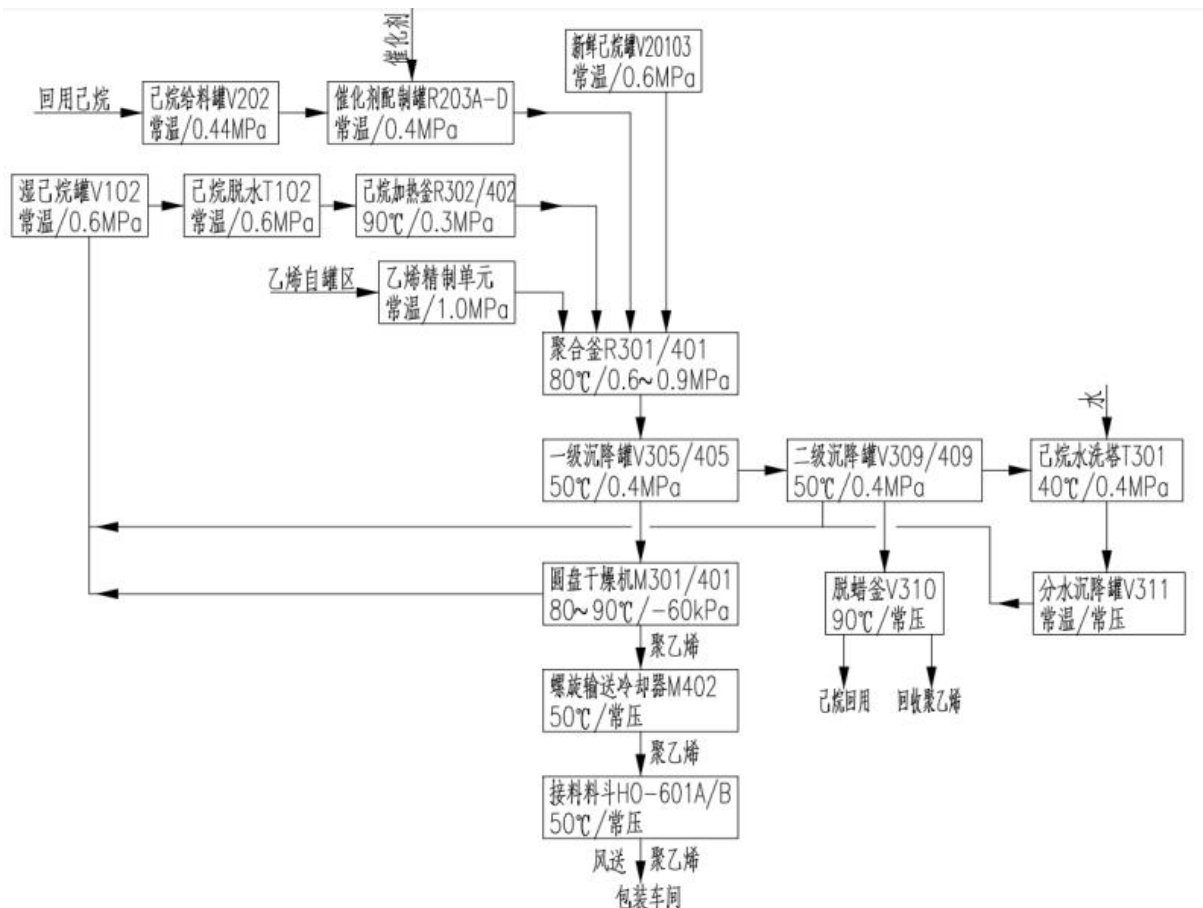 催化剂
新鲜己烷罐V20103
常温/0.6MPa
回用己烷
己烷给料罐V202
常温/0.44MPa
催化剂配制罐R203A-D
常温/0.4MPa
湿己烷罐V102
常温/0.6MPa
己烷脱水T102
常温/0.6MPa
己烷加热釜R302/402
90℃/0.3MPa
乙烯自罐区
乙烯精制单元
常温/1.0MPa
聚合釜R301/401
80℃/0.6~0.9MPa
水
一级沉降罐V305/405
50℃/0.4MPa
二级沉降罐V309/409
50℃/0.4MPa
己烷水洗塔T301
40℃/0.4MPa
圆盘干燥机M301/401
80~90℃/-60kPa
脱蜡釜V310
90℃/常压
分水沉降罐V311
常温/常压
聚乙烯
己烷回用
回收聚乙烯
螺旋输送冷却器M402
50℃/常压
聚乙烯
接料料斗HO-601A/B
50℃/常压
风送
聚乙烯
包装车间